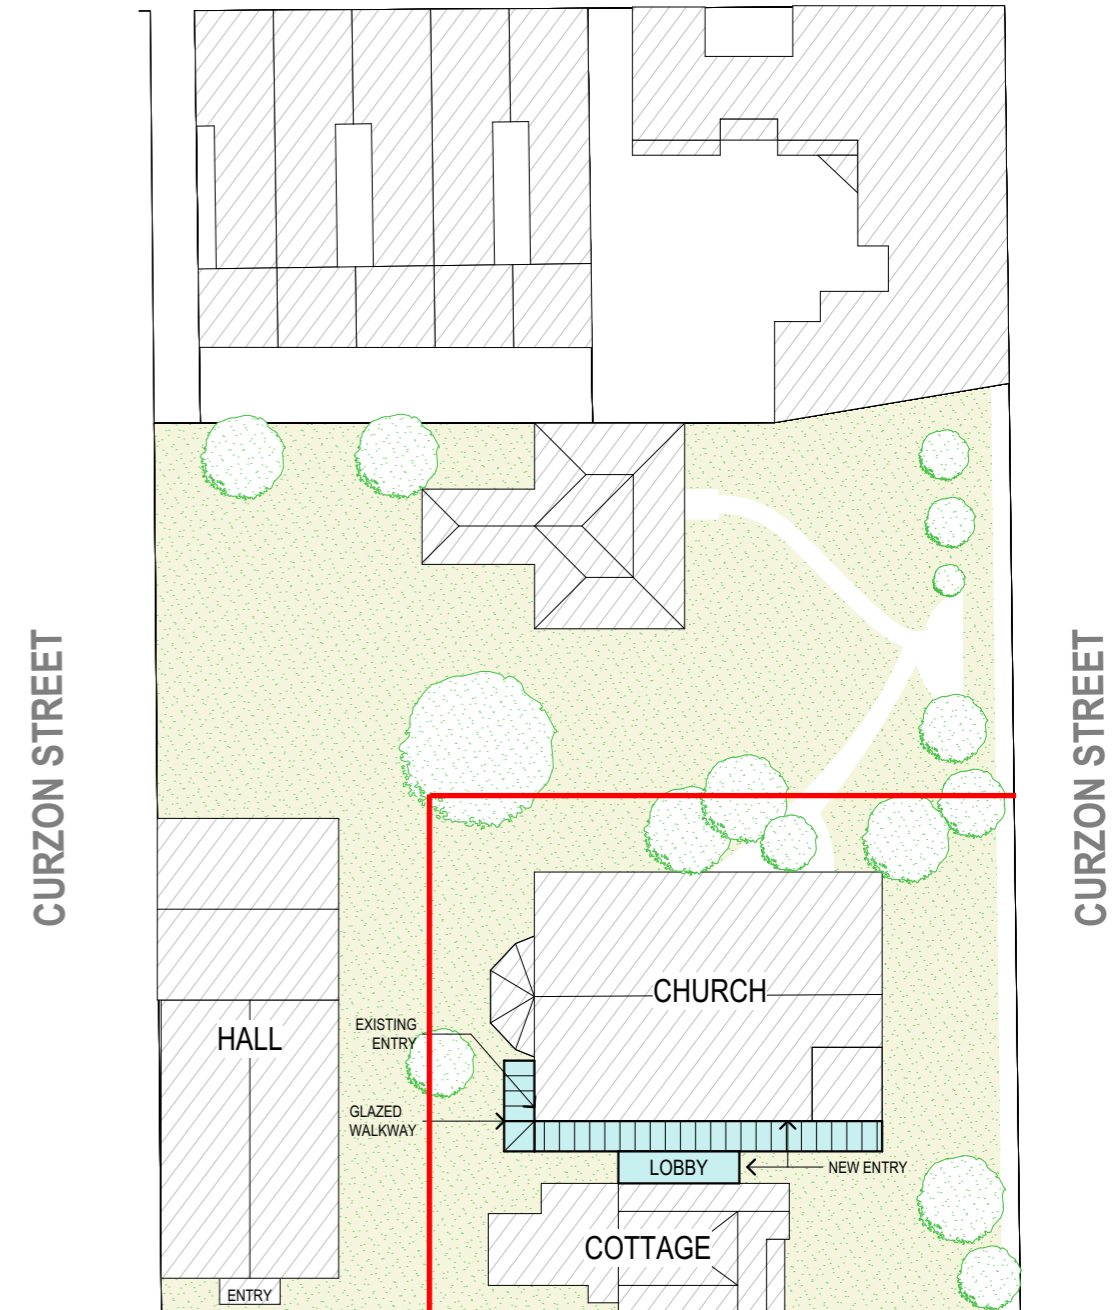 CURZON STREET
CURZON STREET
CHURCH
EXISTING
ENTRY
HALL
GLAZED
WALKWAY
LOBBY
NEW ENTRY
COTTAGE
ENTRY